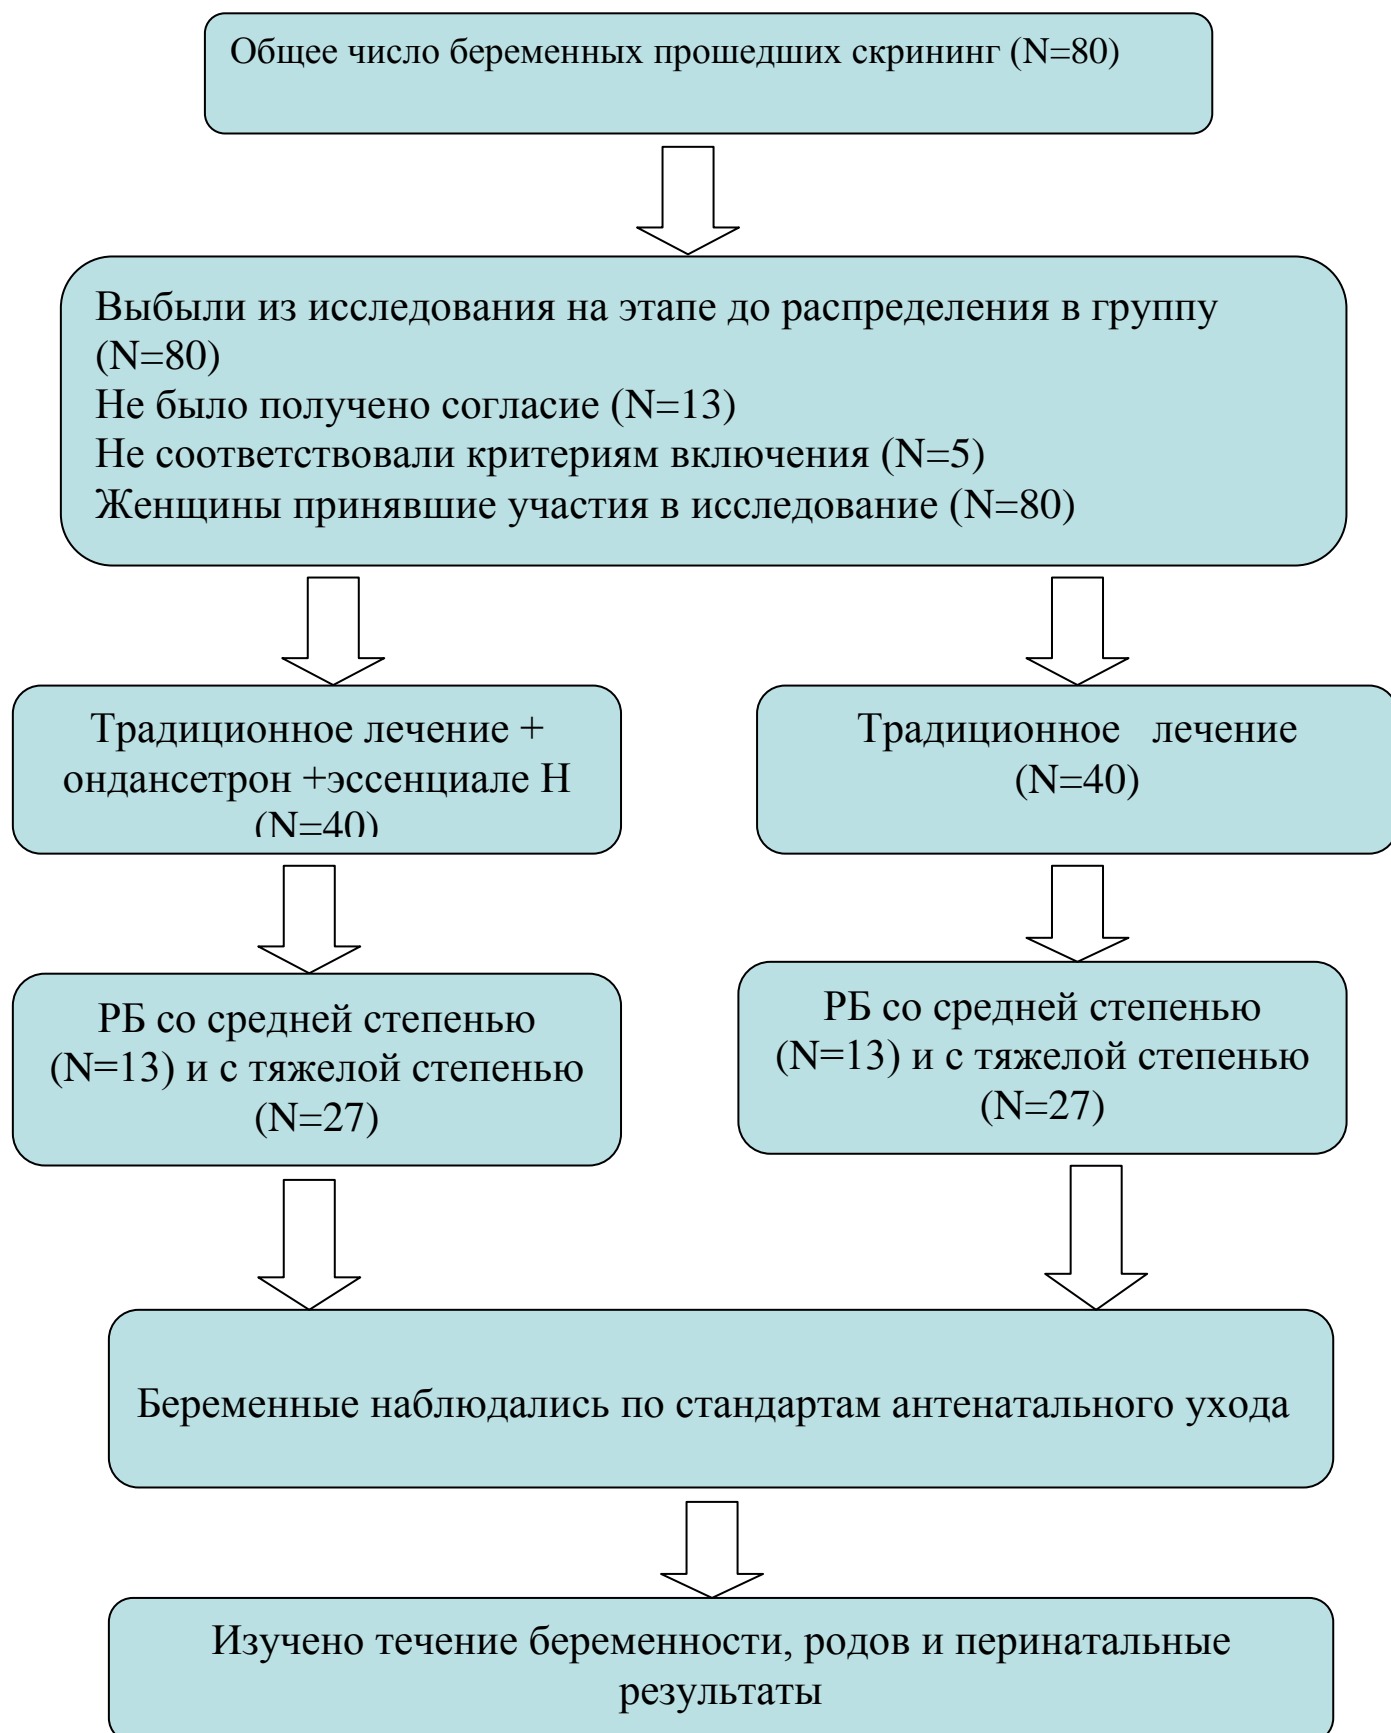 Общее число беременных прошедших скрининг (N=80)
Выбыли из исследования на этапе до распределения в группу
(N=80)
Не было получено согласие (N=13)
Не соответствовали критериям включения (N=5)
Женщины принявшие участия в исследование (N=80)
Традиционное лечение +
ондансетрон +эссенциале Н
(N=40)
Традиционное лечение
(N=40)
РБ со средней степенью
(N=13) и с тяжелой степенью
(N=27)
РБ со средней степенью
(N=13) и с тяжелой степенью
(N=27)
Беременные наблюдались по стандартам антенатального ухода
Изучено течение беременности, родов и перинатальные
результаты